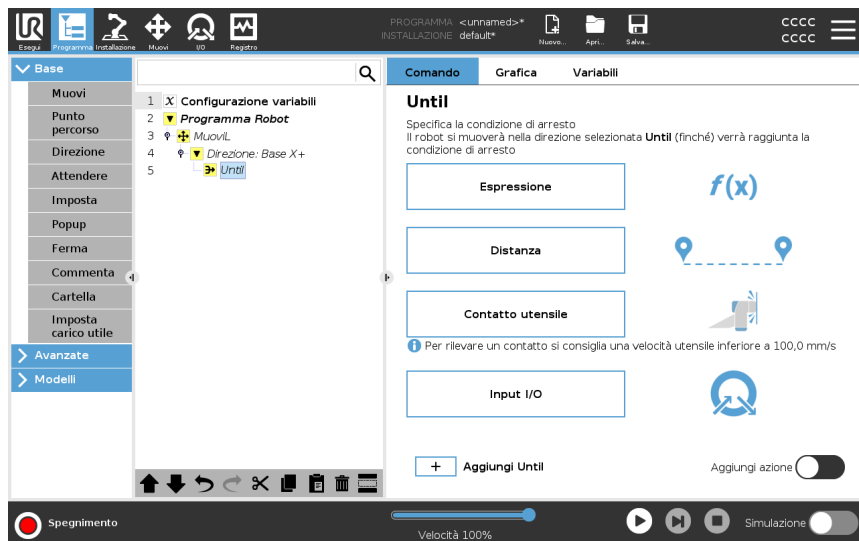 PROGRAMMA <unnamed>*
INSTALLAZIONE default*
UR
Esegui
Programma
Installazione
Muovi
I/O
Registro
Nuovo...
Apri...
Salva...
cccc
cccc
Base
Muovi
Punto
percorso
Direzione
Attendere
Imposta
Popup
Ferma
Commenta
Cartella
Imposta
carico utile
Avanzate
Modelli
1 X Configurazione variabili
2 Programma Robot
3 MuoviL
4 Direzione: Base X+
5 Until
Comando
Grafica
Variabili
Until
Specifica la condizione di arresto
Il robot si muoverà nella direzione selezionata Until (finché) verrà raggiunta la
condizione di arresto
Espressione
f(x)
Distanza
Contatto utensile
Per rilevare un contatto si consiglia una velocità utensile inferiore a 100,0 mm/s
Input I/O
+ Aggiungi Until
Aggiungi azione
Spegnimento
Velocità 100%
Simulazione